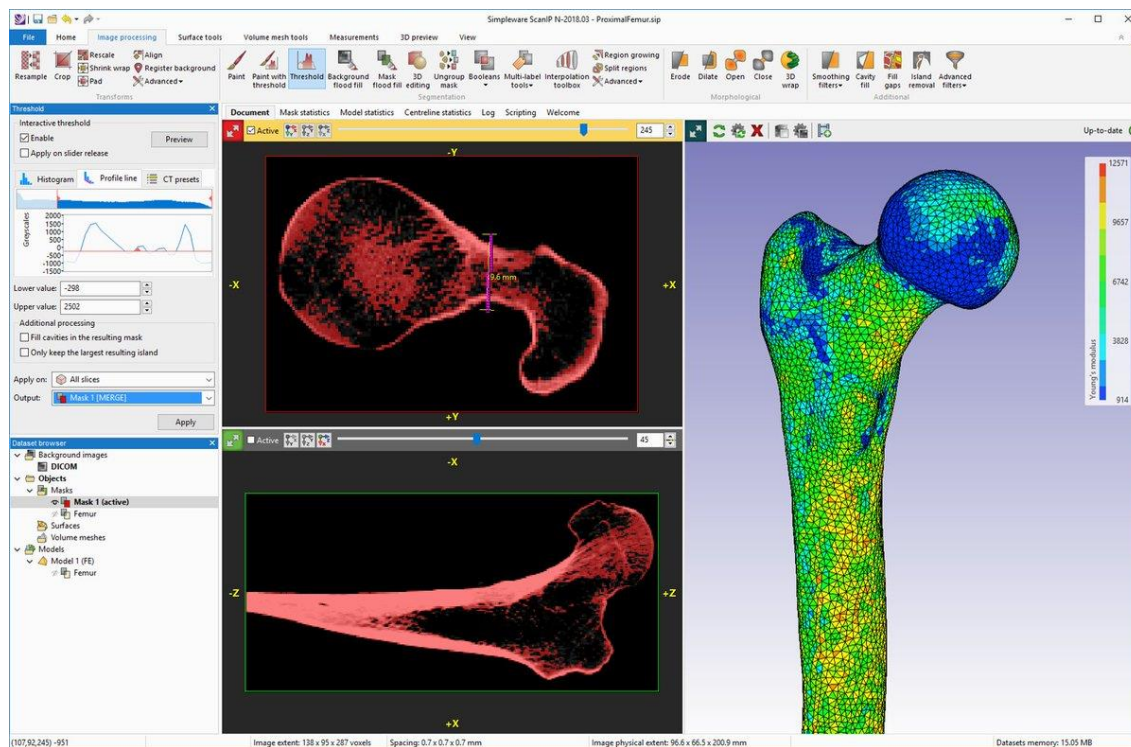 Simpleware ScanIP N-2018.03 - ProximalFemur.sip
File Home Image processing Surface tools Volume mesh tools Measurements 3D preview View
Resample
Crop
Rescale
Shrink wrap
Pad
Align
Register background
Advanced
Transforms
Paint
Paint with threshold
Threshold
Background flood fill
Mask flood fill
3D editing
Ungroup mask
Booleans
Multi-label tools
Interpolation toolbox
Region growing
Split regions
Advanced
Segmentation
Erode
Dilate
Open
Close
3D wrap
Morphological
Smoothing filters
Cavity fill
Fill gaps
Island removal
Advanced filters
Additional
Threshold
Interactive threshold
Enable
Preview
Apply on slider release
Histogram Profile line CT presets
Greyscales
2000
1500
1000
500
0
-500
-1000
-1500
Lower value: -298
Upper value: 2502
Additional processing
Fill cavities in the resulting mask
Only keep the largest resulting island
Apply on: All slices
Output: Mask 1 [MERGE]
Apply
Dataset browser
Background images
DICOM
Objects
Masks
Mask 1 (active)
Femur
Surfaces
Volume meshes
Models
Model 1 (FE)
Femur
Document Mask statistics Model statistics Centreline statistics Log Scripting Welcome
Active 245
-Y
-X
+X
9.6 mm
+Y
Active 45
-X
-Z
+Z
+X
Up-to-date
Young's modulus
12571
9657
6742
3828
914
(107,92,245) -951
Image extent: 138 x 95 x 287 voxels
Spacing: 0.7 x 0.7 x 0.7 mm
Image physical extent: 96.6 x 66.5 x 200.9 mm
Datasets memory: 15.05 MB